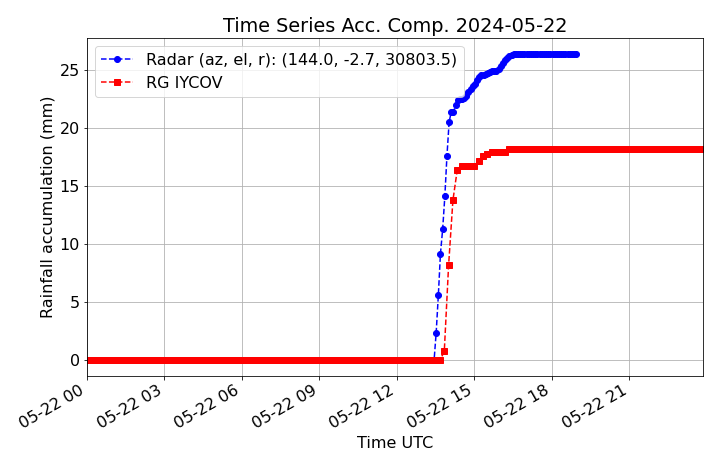 Time Series Acc. Comp. 2024-05-22
Radar (az, el, r): (144.0, -2.7, 30803.5)
RG IYCOV
Rainfall accumulation (mm)
25
20
15
10
5
0
05-22 00
05-22 03
05-22 06
05-22 09
05-22 12
05-22 15
05-22 18
05-22 21
Time UTC